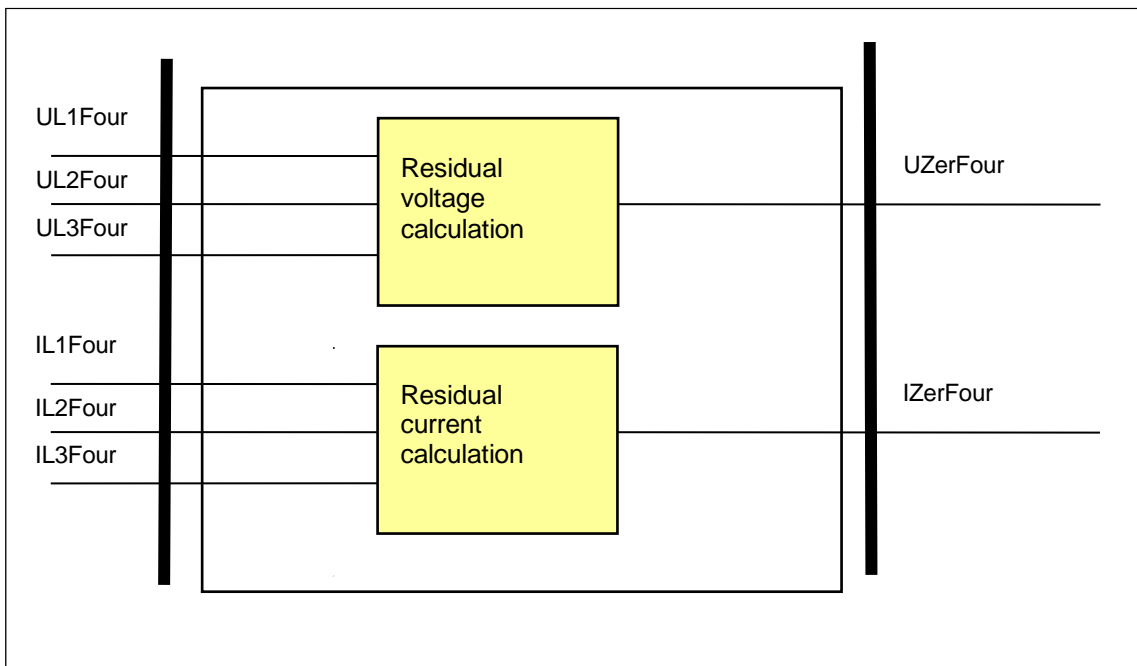 UL1Four
UL2Four
UL3Four
Residual
voltage
calculation
UZerFour
IL1Four
IL2Four
IL3Four
Residual
current
calculation
IZerFour